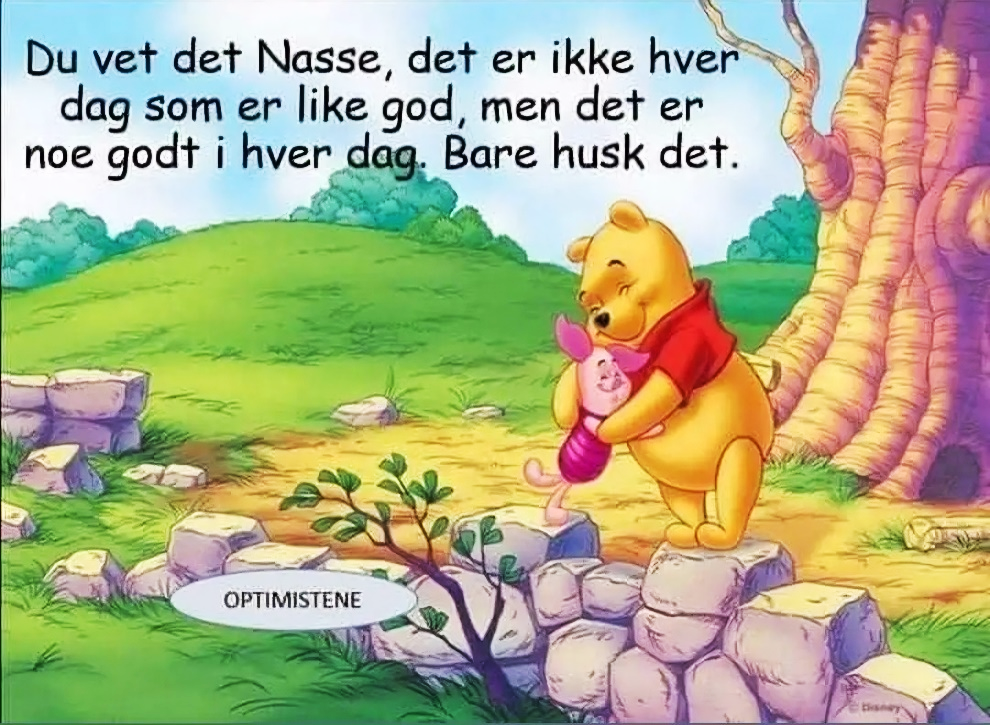 Du vet det Nasse, det er ikke hver
dag som er like god, men det er
noe godt i hver dag. Bare husk det.
OPTIMISTENE
© Disney